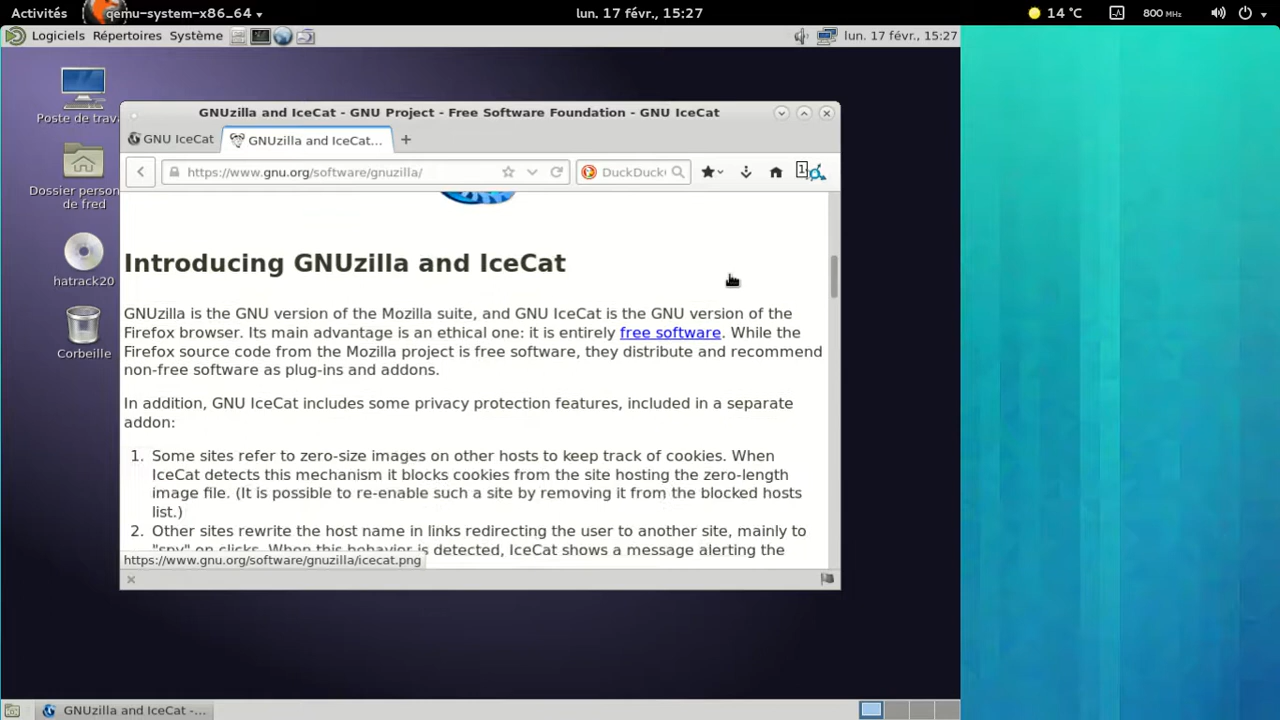 Activités qemu-system-x86_64 lun. 17 févr., 15:27 14 °C 800 MHz
Logiciels Répertoires Système lun. 17 févr., 15:27
Poste de trav
Dossier person
de fred
hatrack20
Corbeille
GNUzilla and IceCat - GNU Project - Free Software Foundation - GNU IceCat
GNU IceCat GNUzilla and IceCat...
https://www.gnu.org/software/gnuzilla/ DuckDuck 1
Introducing GNUzilla and IceCat
GNUzilla is the GNU version of the Mozilla suite, and GNU IceCat is the GNU version of the
Firefox browser. Its main advantage is an ethical one: it is entirely free software. While the
Firefox source code from the Mozilla project is free software, they distribute and recommend
non-free software as plug-ins and addons.
In addition, GNU IceCat includes some privacy protection features, included in a separate
addon:
1. Some sites refer to zero-size images on other hosts to keep track of cookies. When
IceCat detects this mechanism it blocks cookies from the site hosting the zero-length
image file. (It is possible to re-enable such a site by removing it from the blocked hosts
list.)
2. Other sites rewrite the host name in links redirecting the user to another site, mainly to
"spy" on clicks. When this behavior is detected, IceCat shows a message alerting the
https://www.gnu.org/software/gnuzilla/icecat.png
GNUzilla and IceCat -...